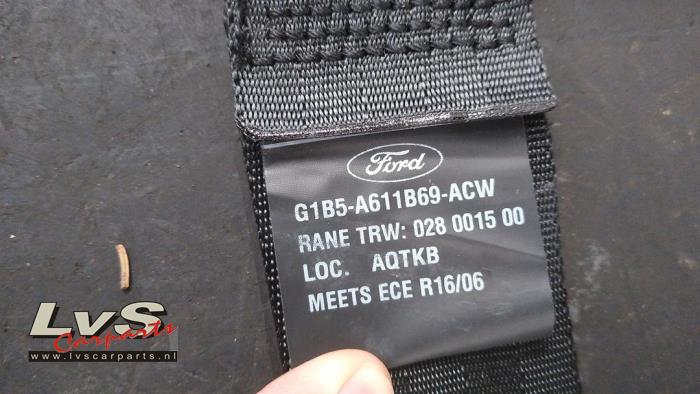 Ford
G1B5-A611B69-ACW
RANE TRW: 028 0015 00
LOC. AQTKB
MEETS ECE R16/06
LvS
Carparts
www.lvscarparts.nl